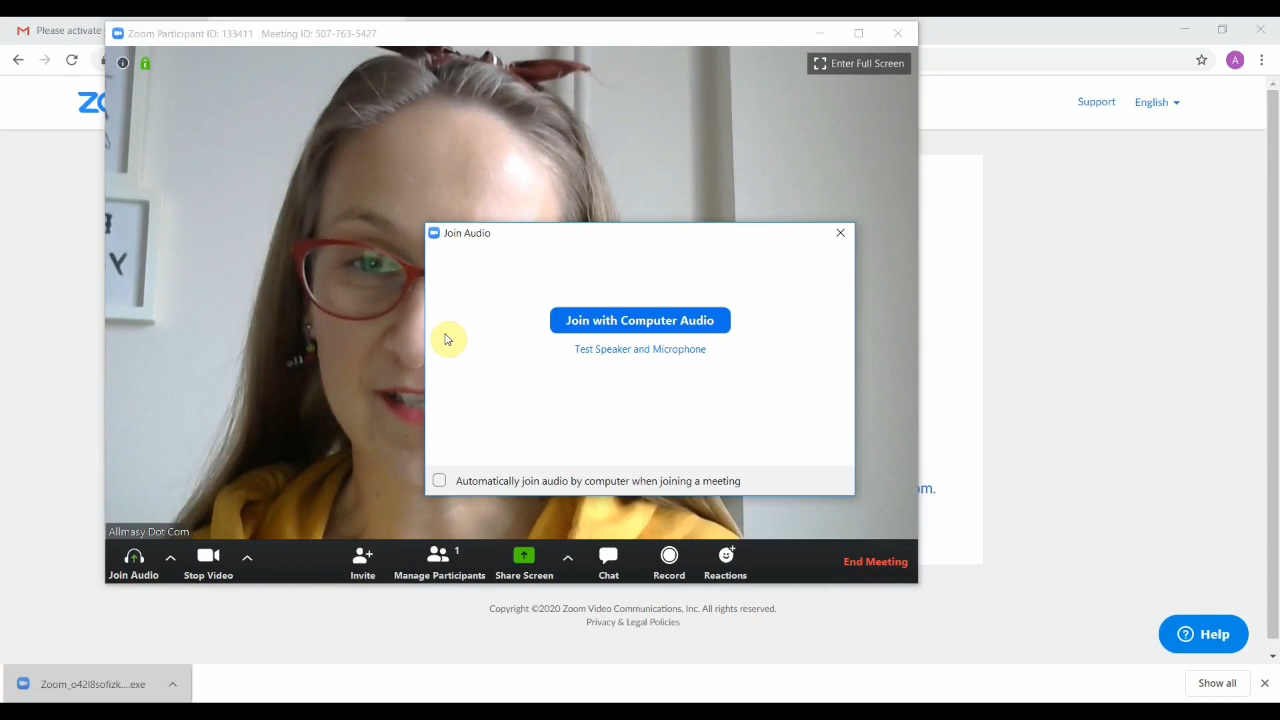 Please activate
Zoom Participant ID: 133411 Meeting ID: 507-763-5427
Enter Full Screen
A
Support
English
Join Audio
Join with Computer Audio
Test Speaker and Microphone
Automatically join audio by computer when joining a meeting
om.
Allmasy Dot Com
1
Join Audio
Stop Video
Invite
Manage Participants
Share Screen
Chat
Record
Reactions
End Meeting
Copyright ©2020 Zoom Video Communications, Inc. All rights reserved.
Privacy & Legal Policies
Help
Zoom_o42l8sofizk....exe
Show all